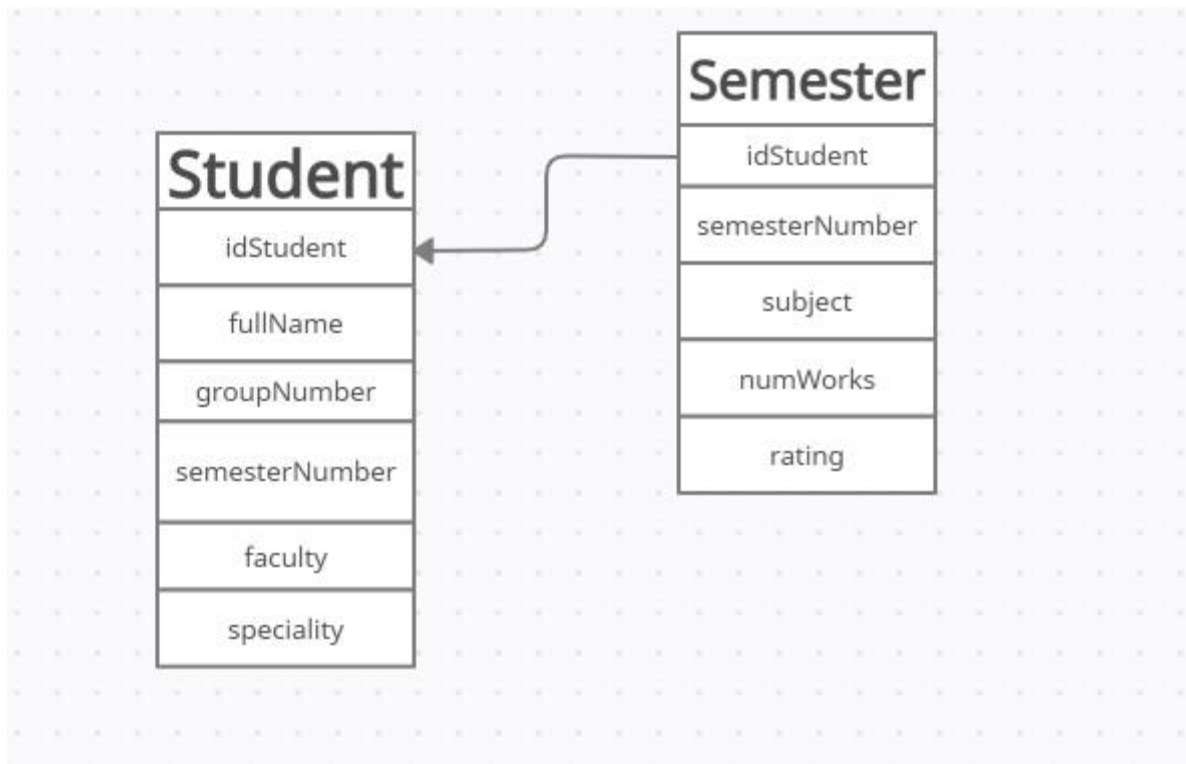 Student
idStudent
fullName
groupNumber
semesterNumber
faculty
speciality
Semester
idStudent
semesterNumber
subject
numWorks
rating